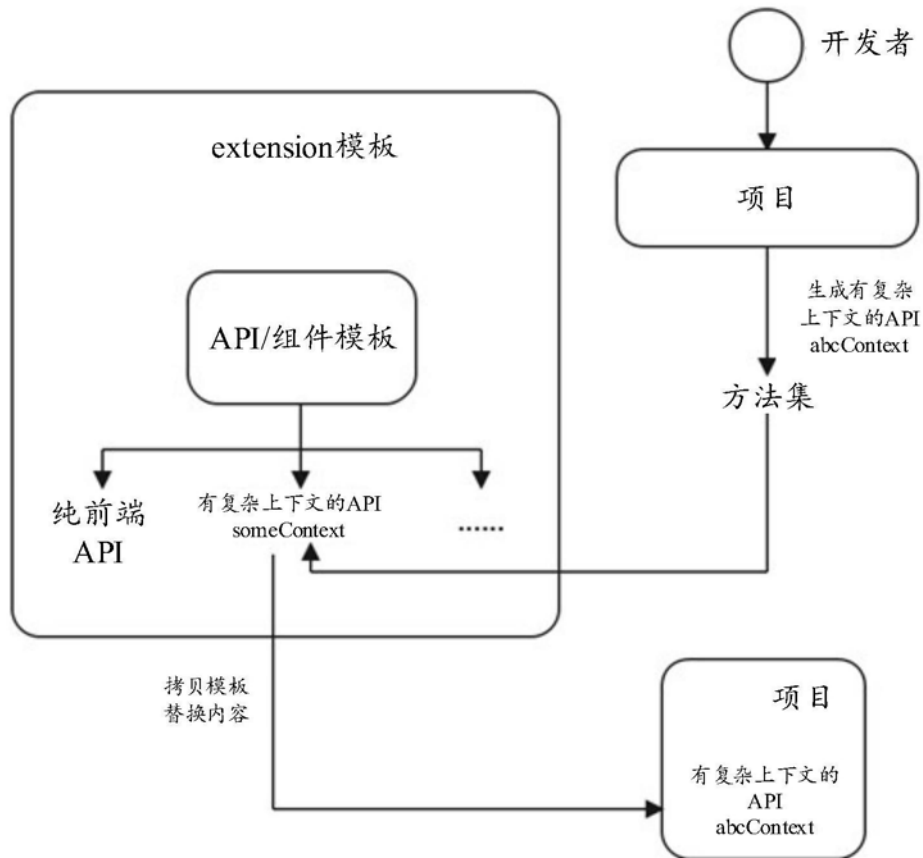 开发者
extension模板
项目
API/组件模板
生成有复杂
上下文的API
abcContext
方法集
纯前端
API
有复杂上下文的API
someContext
......
拷贝模板
替换内容
项目
有复杂上下文的
API
abcContext